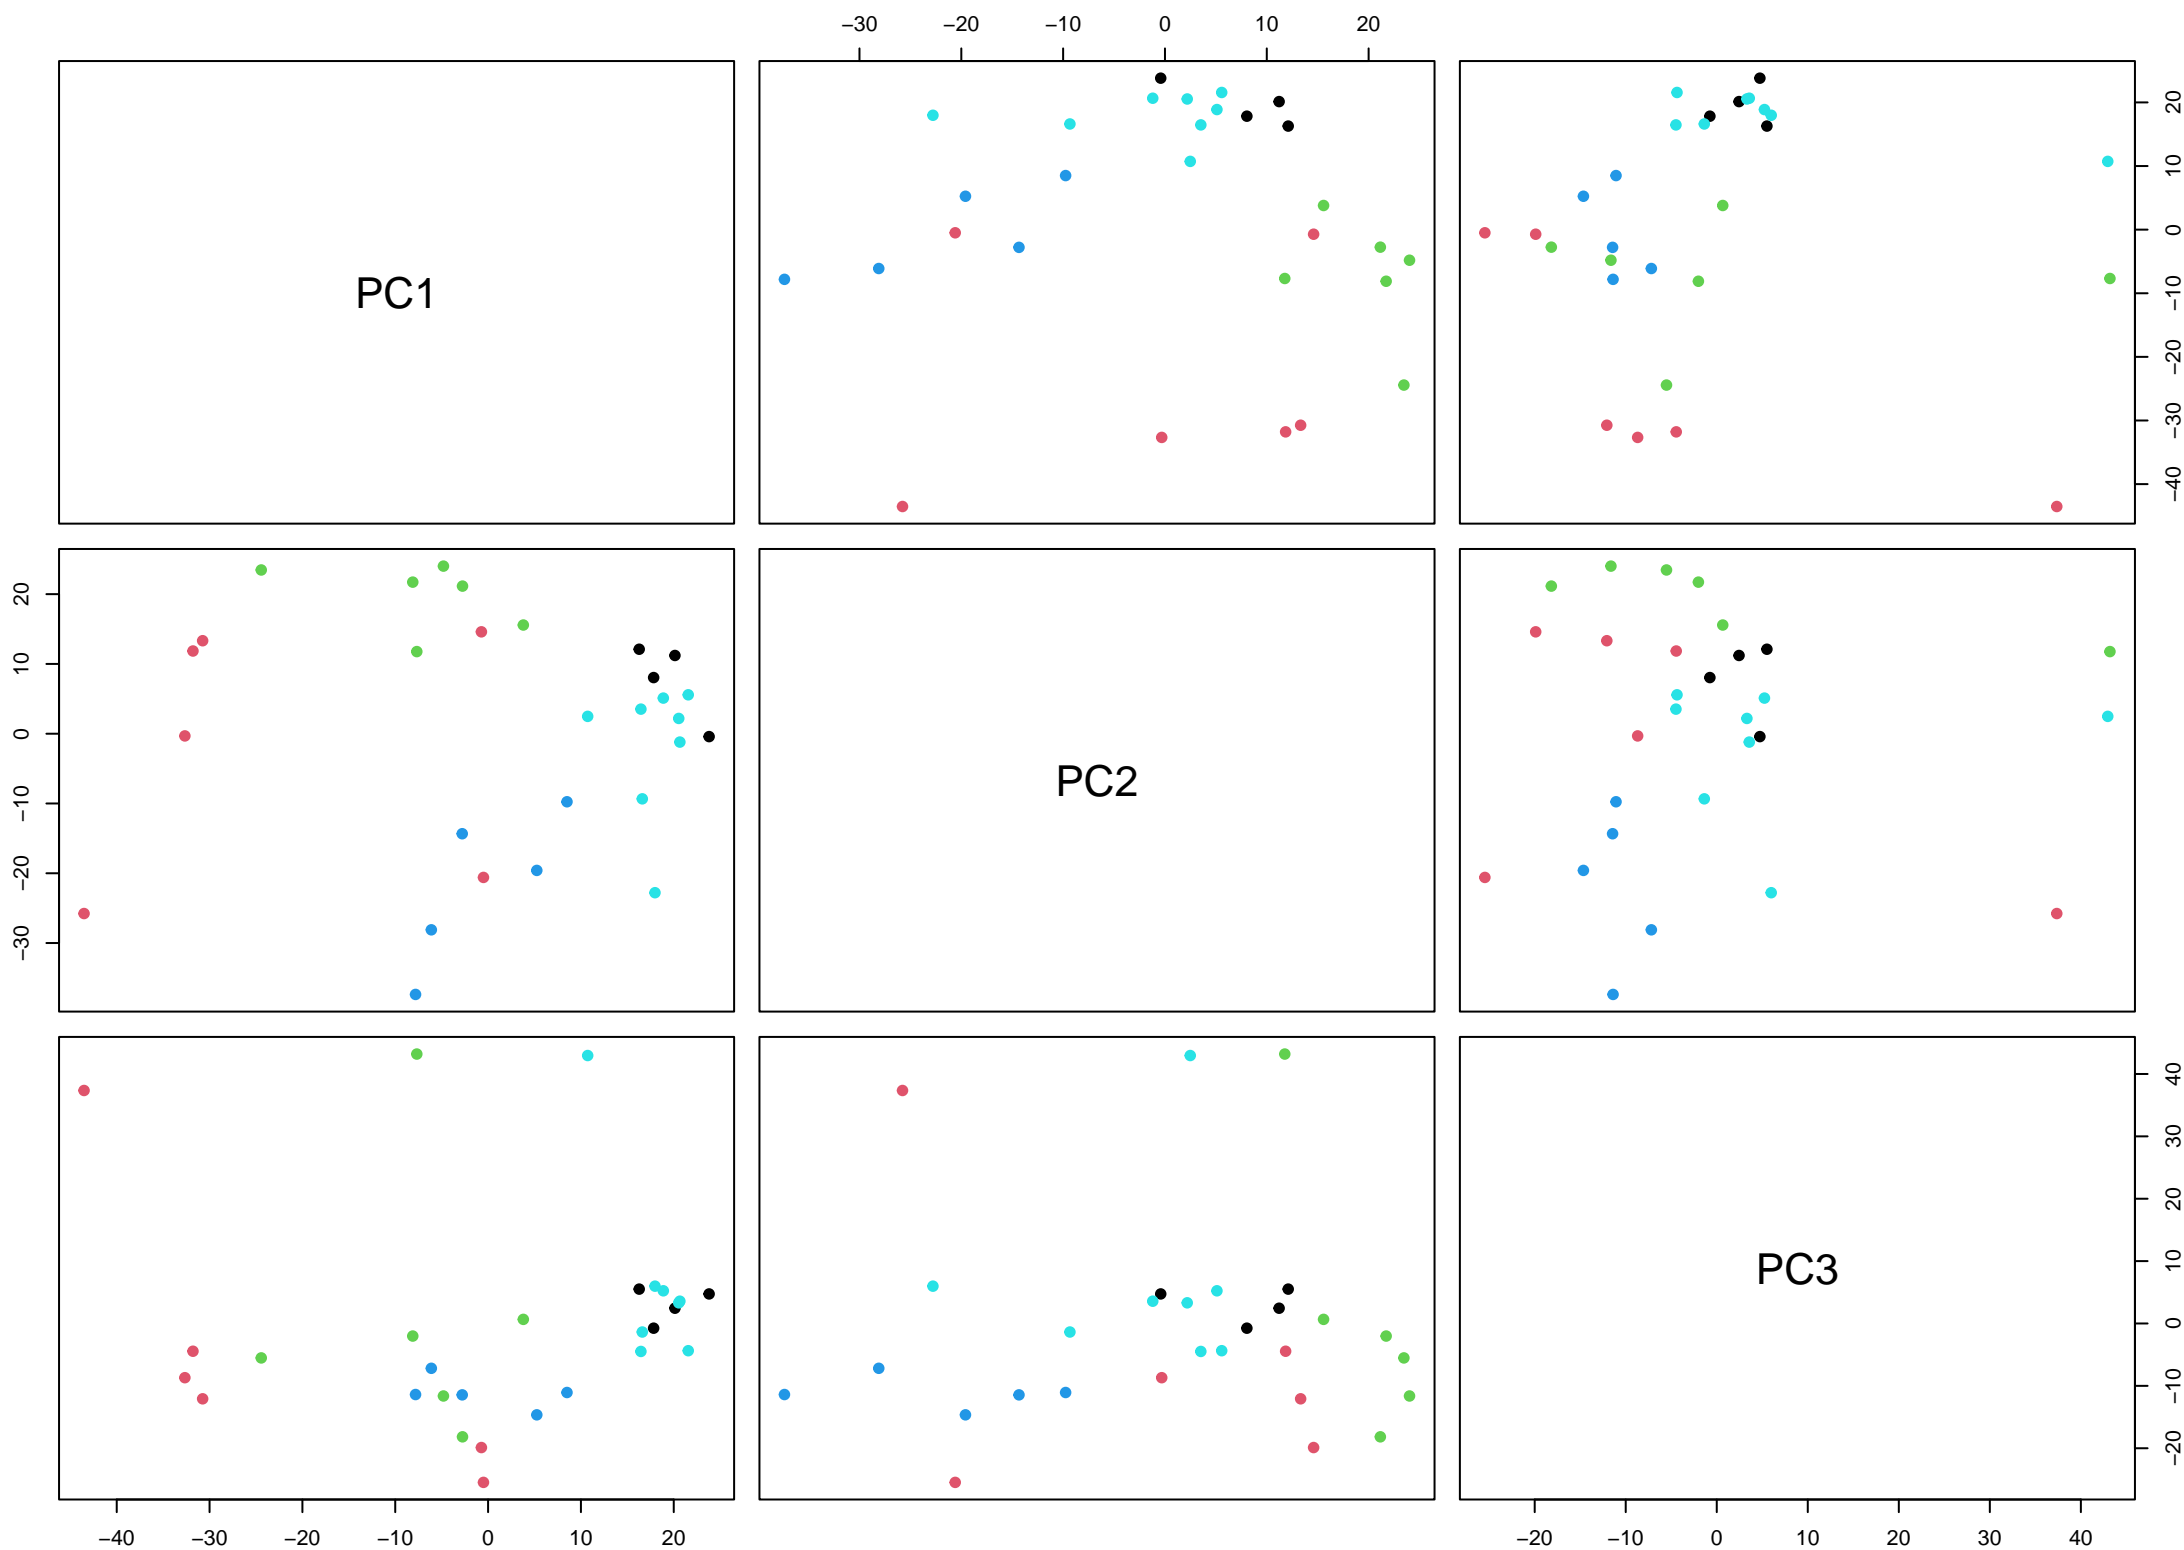 −30 −20 −10 0 10 20
PC1
20 10 0 −10 −20 −30 −40
20 10 0 −10 −20 −30
PC2
PC3
40 30 20 10 0 −10 −20
−40 −30 −20 −10 0 10 20
−20 −10 0 10 20 30 40